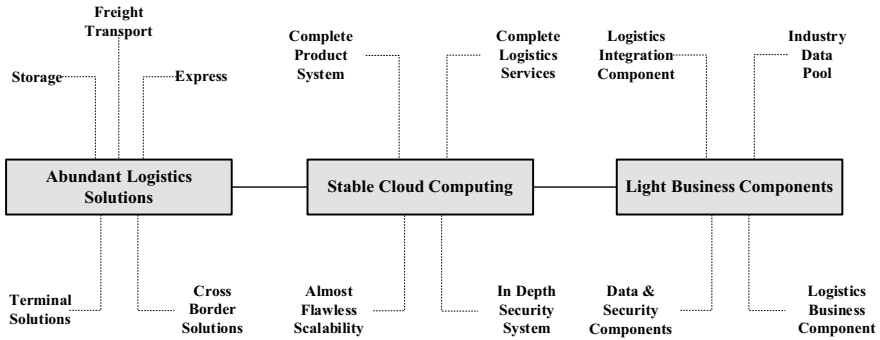 Freight
Transport
Storage
Express
Complete
Product
System
Complete
Logistics
Services
Logistics
Integration
Component
Industry
Data
Pool
Abundant Logistics
Solutions
Stable Cloud Computing
Light Business Components
Terminal
Solutions
Cross
Border
Solutions
Almost
Flawless
Scalability
In Depth
Security
System
Data &
Security
Components
Logistics
Business
Component